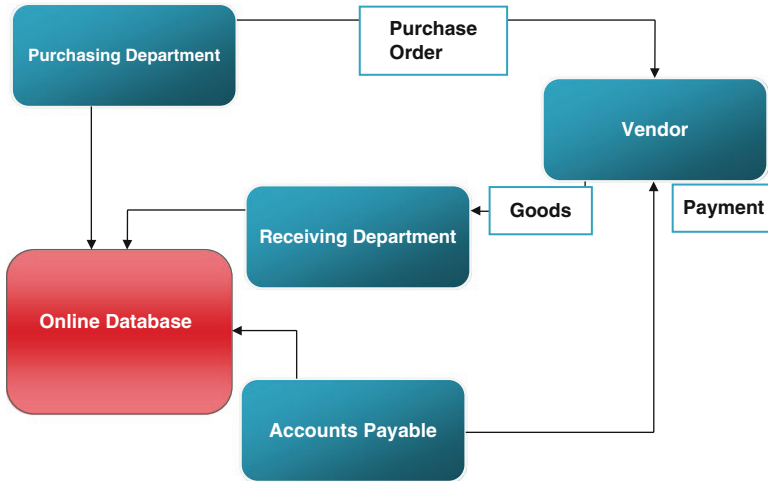 Purchasing Department
Purchase
Order
Vendor
Goods
Payment
Receiving Department
Online Database
Accounts Payable